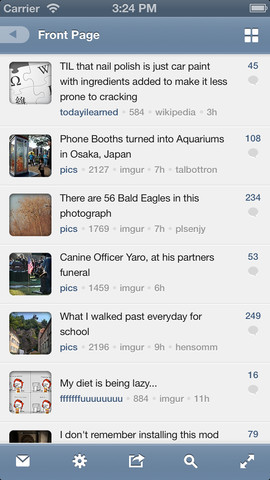 Carrier 3:24 PM
Front Page
TIL that nail polish is just car paint 45
with ingredients added to make it less
prone to cracking
todayilearned • 584 • wikipedia • 3h
Phone Booths turned into Aquariums 108
in Osaka, Japan
pics • 2127 • imgur • 7h • talbottron
There are 56 Bald Eagles in this 234
photograph
pics • 1769 • imgur • 7h • plsenjy
Canine Officer Yaro, at his partners 53
funeral
pics • 1459 • imgur • 6h
What I walked past everyday for 249
school
pics • 2196 • imgur • 9h • hensomm
My diet is being lazy... 16
fffffffuuuuuuuu • 884 • imgur • 11h
I don't remember installing this mod 79